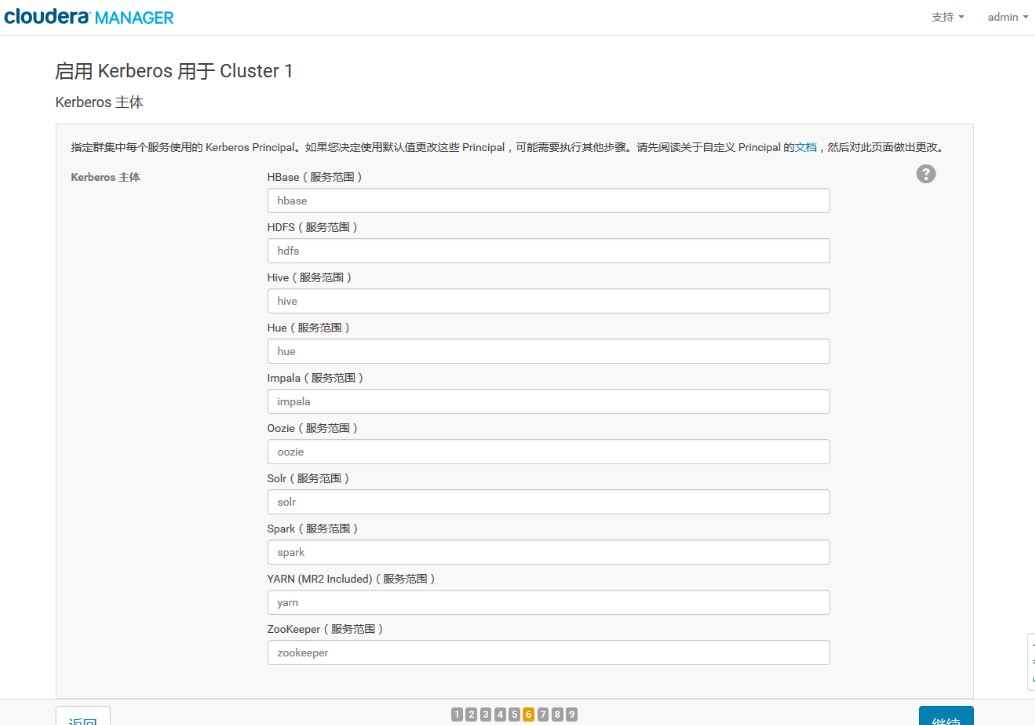 cloudera MANAGER
支持 admin
启用 Kerberos 用于 Cluster 1
Kerberos 主体
指定群集中每个服务使用的 Kerberos Principal。如果您决定使用默认值更改这些 Principal，可能需要执行其他步骤。请先阅读关于自定义 Principal 的文档，然后对此页面做出更改。
Kerberos 主体
HBase（服务范围）
?
hbase
HDFS（服务范围）
hdfs
Hive（服务范围）
hive
Hue（服务范围）
hue
Impala（服务范围）
impala
Oozie（服务范围）
oozie
Solr（服务范围）
solr
Spark（服务范围）
spark
YARN (MR2 Included)（服务范围）
yarn
ZooKeeper（服务范围）
zookeeper
返回 1 2 3 4 5 6 7 8 9 继续